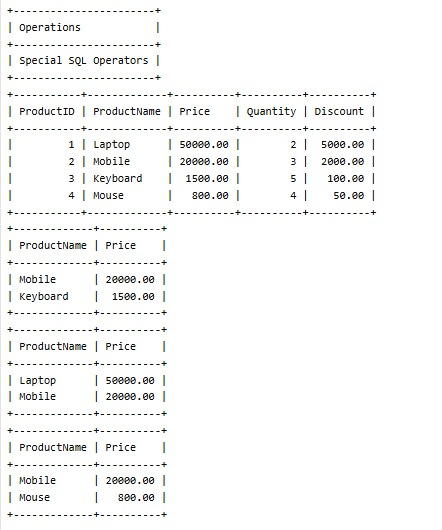 +-----------------------+
| Operations            |
+-----------------------+
| Special SQL Operators |
+-----------------------+
+-----------+-------------+----------+----------+----------+
| ProductID | ProductName | Price    | Quantity | Discount |
+-----------+-------------+----------+----------+----------+
|         1 | Laptop      | 50000.00 |        2 |  5000.00 |
|         2 | Mobile      | 20000.00 |        3 |  2000.00 |
|         3 | Keyboard    |  1500.00 |        5 |   100.00 |
|         4 | Mouse       |   800.00 |        4 |    50.00 |
+-----------+-------------+----------+----------+----------+
+-------------+----------+
| ProductName | Price    |
+-------------+----------+
| Mobile      | 20000.00 |
| Keyboard    |  1500.00 |
+-------------+----------+
+-------------+----------+
| ProductName | Price    |
+-------------+----------+
| Laptop      | 50000.00 |
| Mobile      | 20000.00 |
+-------------+----------+
+-------------+----------+
| ProductName | Price    |
+-------------+----------+
| Mobile      | 20000.00 |
| Mouse       |   800.00 |
+-------------+----------+